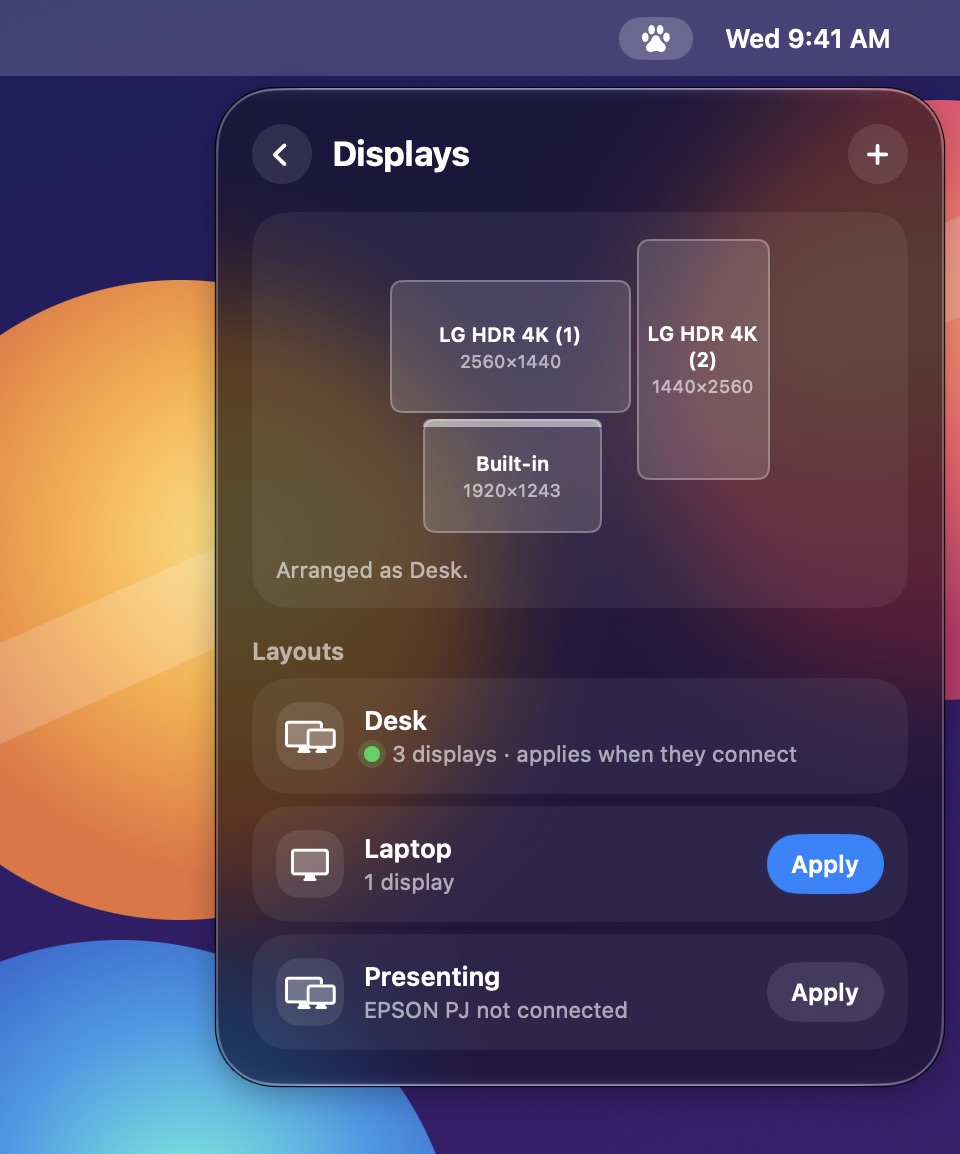 Wed 9:41 AM
Displays
LG HDR 4K (1)
2560×1440
LG HDR 4K
(2)
1440×2560
Built-in
1920×1243
Arranged as Desk.
Layouts
Desk
3 displays · applies when they connect
Laptop
1 display
Apply
Presenting
EPSON PJ not connected
Apply